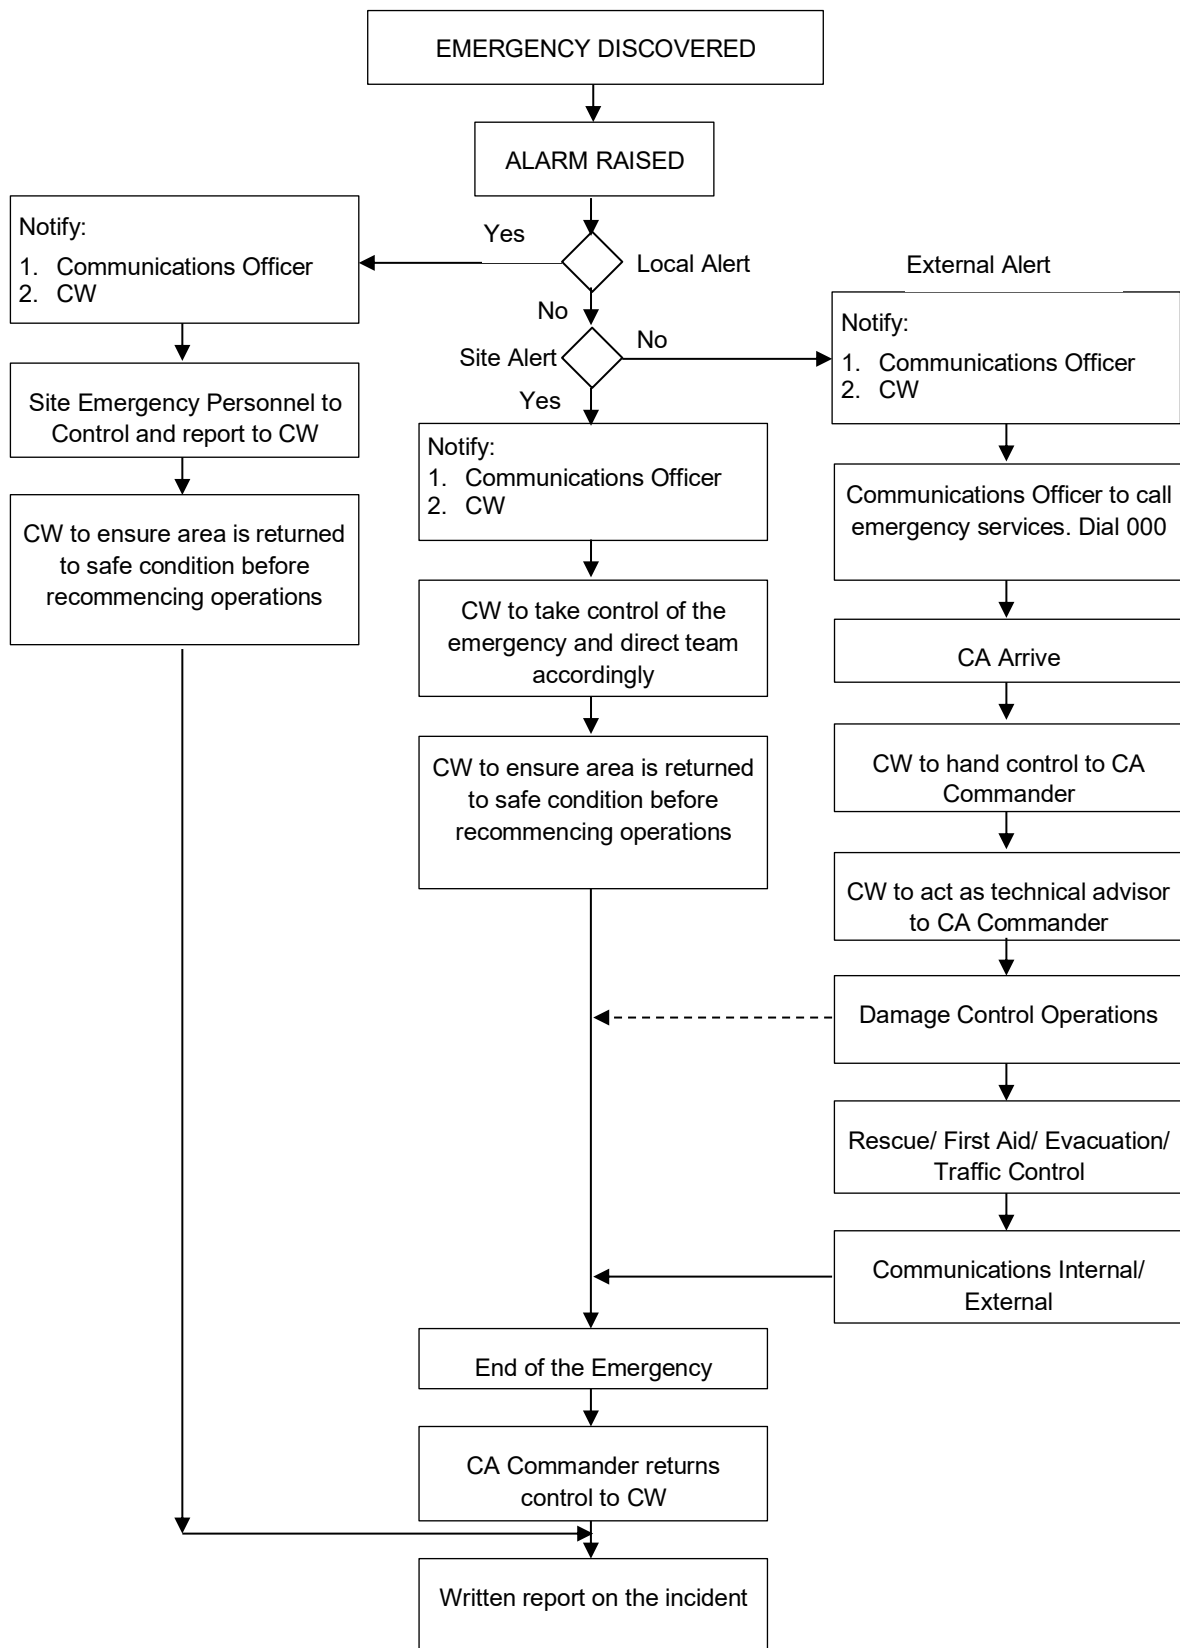 EMERGENCY DISCOVERED
ALARM RAISED
Notify:
1. Communications Officer
2. CW
Yes
Local Alert
External Alert
No
Site Alert
No
Yes
Notify:
1. Communications Officer
2. CW
Site Emergency Personnel to
Control and report to CW
Notify:
1. Communications Officer
2. CW
Communications Officer to call
emergency services. Dial 000
CW to ensure area is returned
to safe condition before
recommencing operations
CW to take control of the
emergency and direct team
accordingly
CA Arrive
CW to hand control to CA
Commander
CW to ensure area is returned
to safe condition before
recommencing operations
CW to act as technical advisor
to CA Commander
Damage Control Operations
Rescue/ First Aid/ Evacuation/
Traffic Control
Communications Internal/
External
End of the Emergency
CA Commander returns
control to CW
Written report on the incident